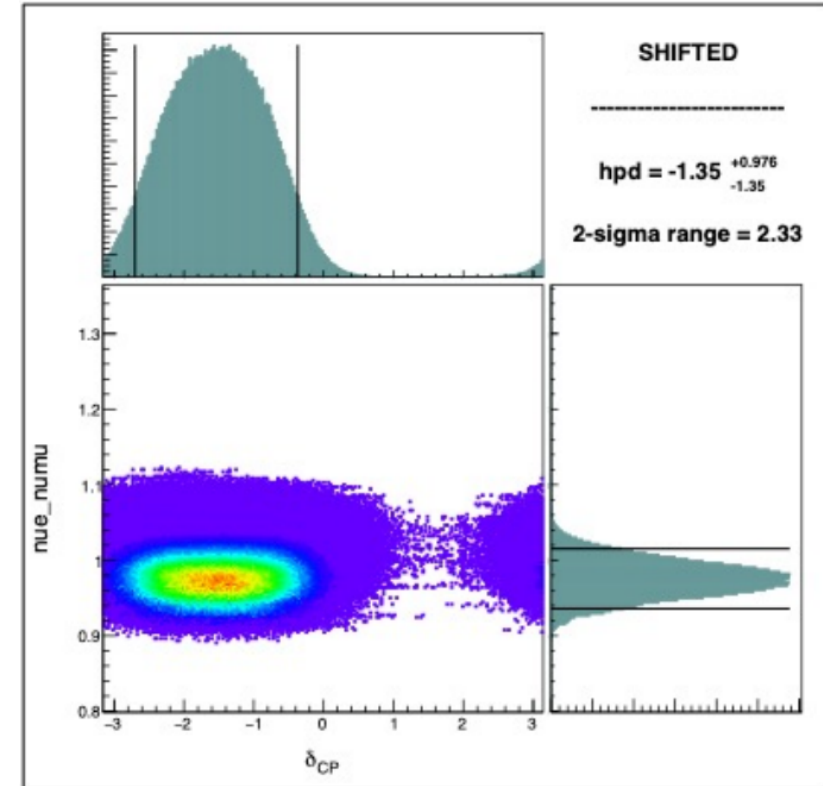 SHIFTED
-------------------------
hpd = -1.35 +0.976
-1.35
2-sigma range = 2.33
1.3
1.2
1.1
1
0.9
0.8
nue_numu
−3 −2 −1 0 1 2 3
δCP